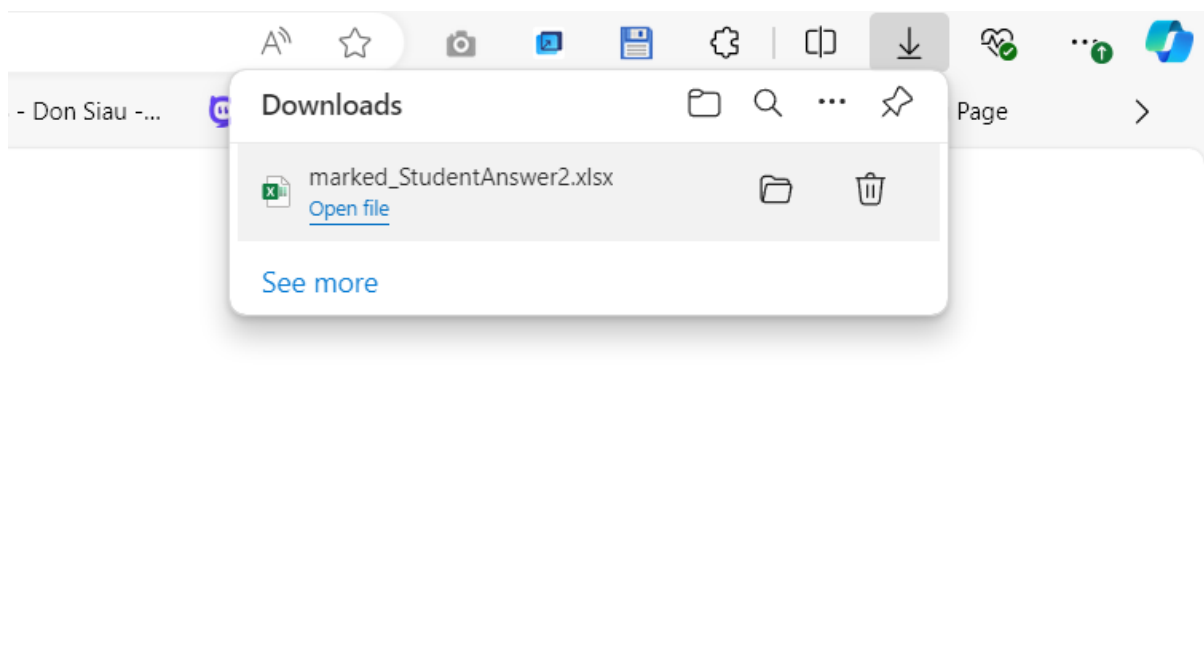 - Don Siau -...
Downloads
Page
marked_StudentAnswer2.xlsx
Open file
See more